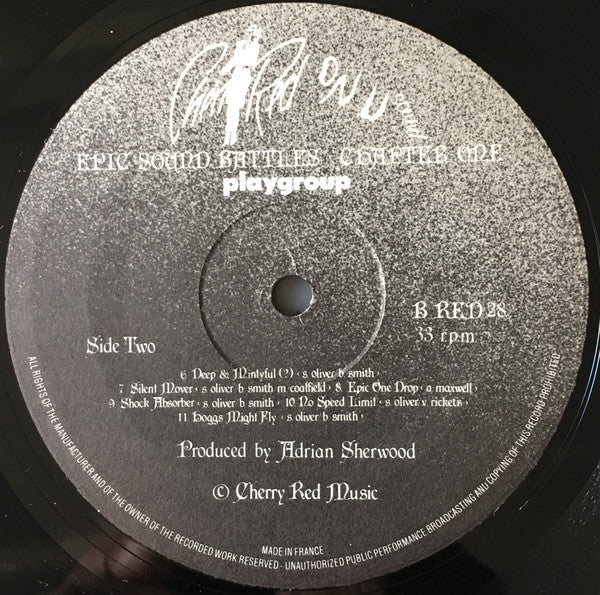 Cherry Red ON U SOUND
EPIC SOUND BATTLES CHAPTER ONE
playgroup
B RED 28
33 rpm
Side Two
6 Deep & Mintyful (?) (s oliver b smith)
7 Silent Mover (s oliver b smith m coalfield) 8 Epic One Drop (a maxwell)
9 Shock Absorber (s oliver b smith) 10 No Speed Limit (s oliver v rickets)
11 Hoggs Might Fly (s oliver b smith)
Produced by Adrian Sherwood
© Cherry Red Music
MADE IN FRANCE
ALL RIGHTS OF THE MANUFACTURER AND OF THE OWNER OF THE RECORDED WORK RESERVED - UNAUTHORIZED PUBLIC PERFORMANCE BROADCASTING AND COPYING OF THIS RECORD PROHIBITED